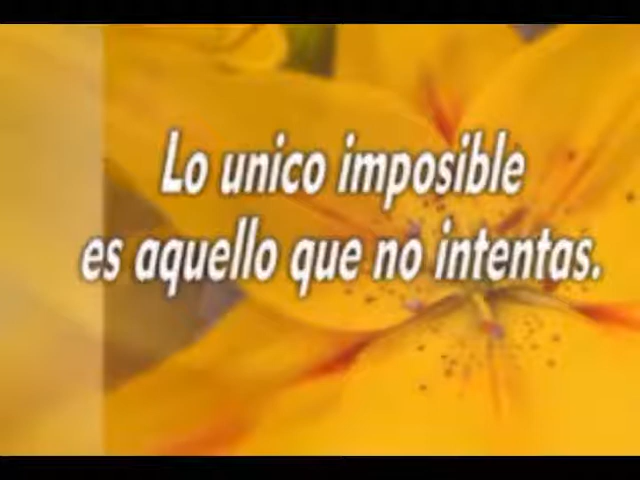 Lo unico imposible
es aquello que no intentas.